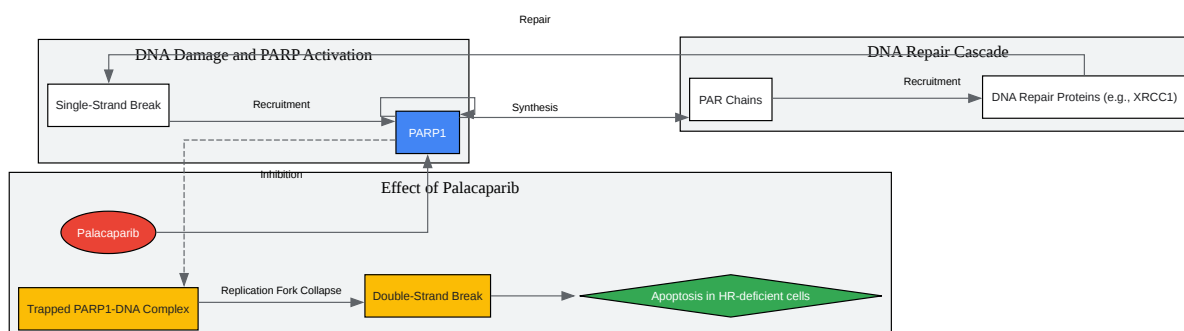 Repair
DNA Damage and PARP Activation
DNA Repair Cascade
Single-Strand Break
Recruitment
PARP1
Synthesis
PAR Chains
Recruitment
DNA Repair Proteins (e.g., XRCC1)
Inhibition
Effect of Palacaparib
Palacaparib
Trapped PARP1-DNA Complex
Replication Fork Collapse
Double-Strand Break
Apoptosis in HR-deficient cells